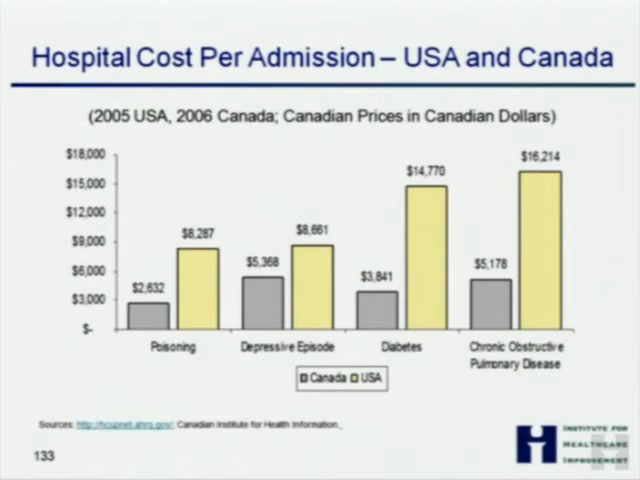 Hospital Cost Per Admission – USA and Canada
(2005 USA, 2006 Canada; Canadian Prices in Canadian Dollars)
$18,000
$15,000
$12,000
$9,000
$6,000
$3,000
$-
$2,632
$8,287
$5,368
$8,661
$3,841
$14,770
$5,178
$16,214
Poisoning
Depressive Episode
Diabetes
Chronic Obstructive
Pulmonary Disease
Canada
USA
Sources: http://hcupnet.ahrq.gov/; Canadian Institute for Health Information.
133
INSTITUTE FOR
HEALTHCARE
IMPROVEMENT